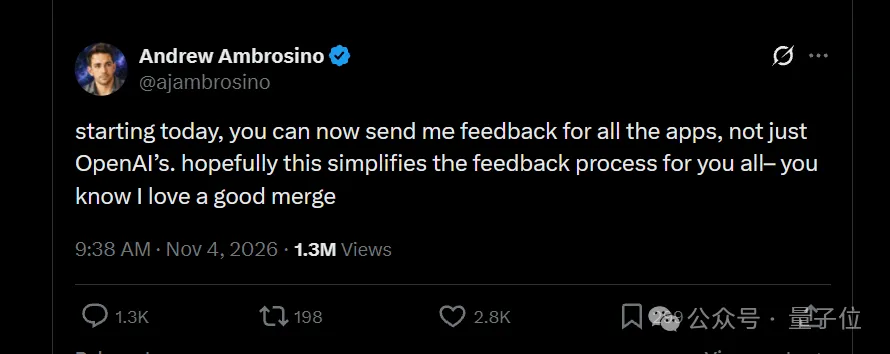 Andrew Ambrosino
@ajambrosino
starting today, you can now send me feedback for all the apps, not just
OpenAI’s. hopefully this simplifies the feedback process for you all– you
know I love a good merge
9:38 AM · Nov 4, 2026 · 1.3M Views
1.3K 198 2.8K
公众号 · 量子位